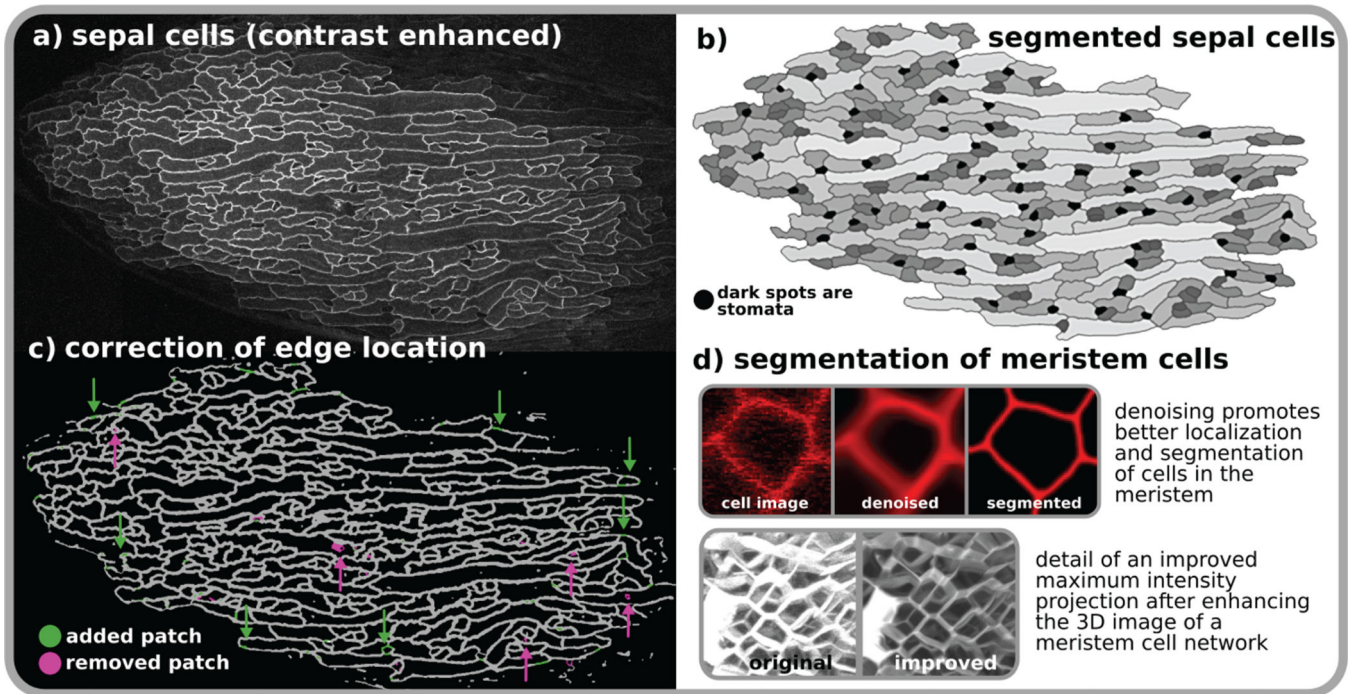 a) sepal cells (contrast enhanced)
b) segmented sepal cells
dark spots are
stomata
c) correction of edge location
added patch
removed patch
d) segmentation of meristem cells
cell image
denoised
segmented
denoising promotes
better localization
and segmentation
of cells in the
meristem
original
improved
detail of an improved
maximum intensity
projection after enhancing
the 3D image of a
meristem cell network